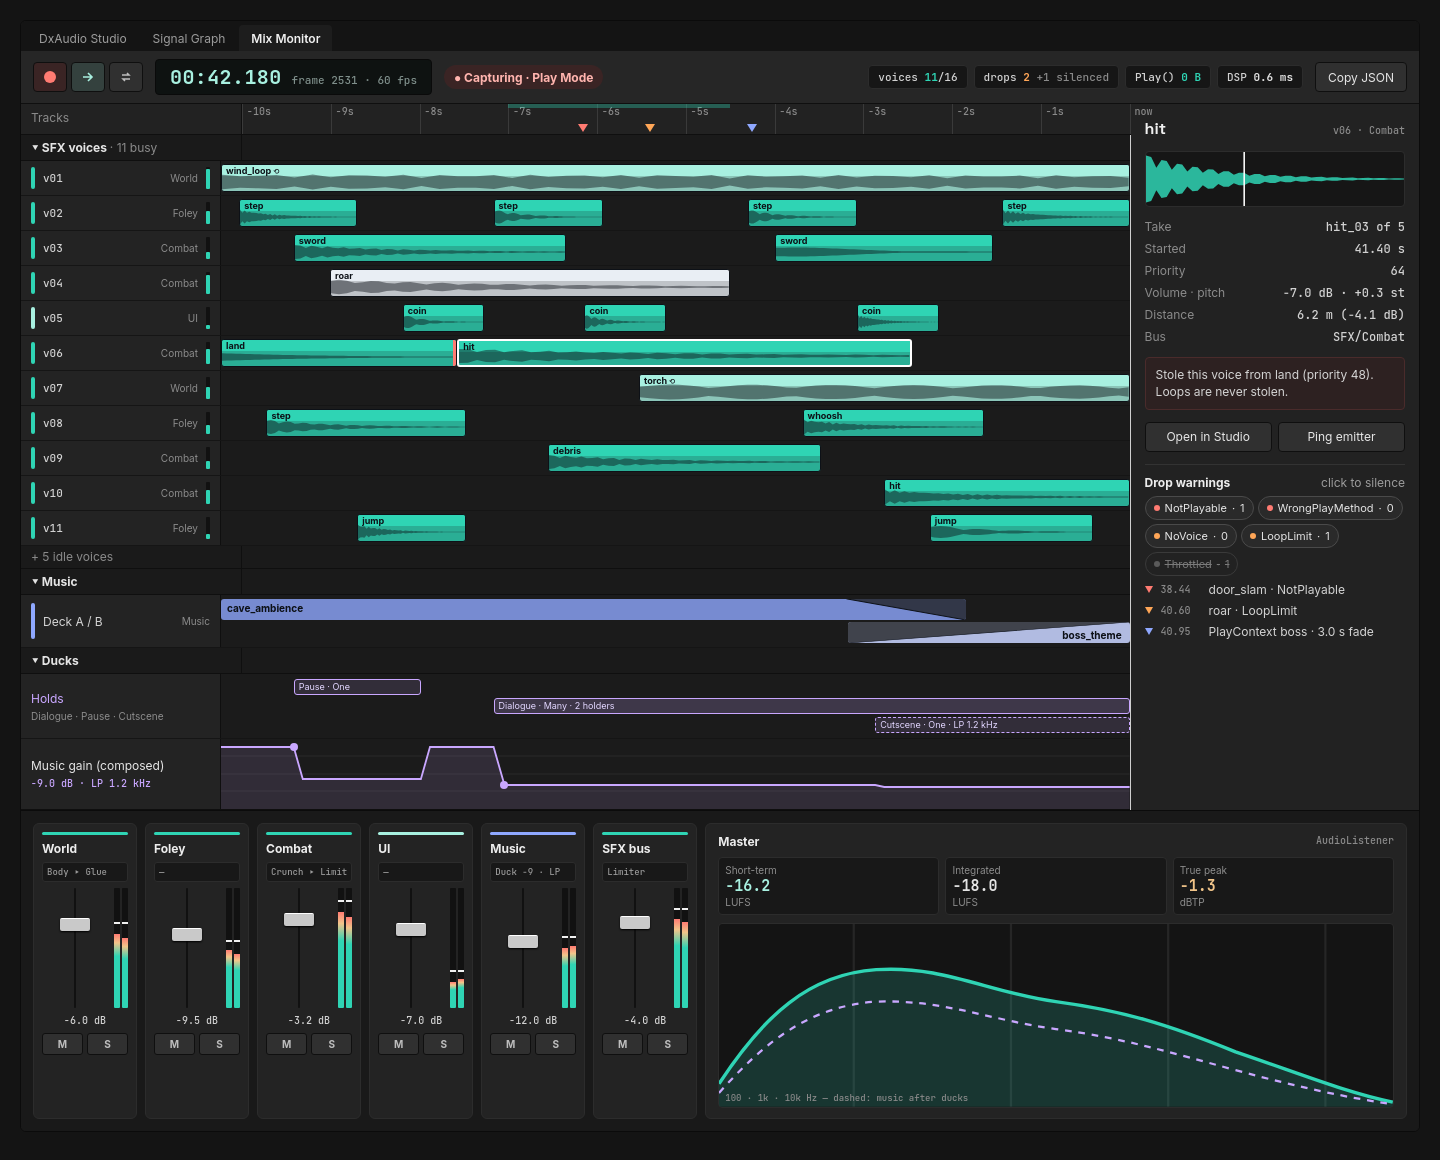 DxAudio Studio Signal Graph Mix Monitor
00:42.180 frame 2531 · 60 fps
● Capturing · Play Mode
voices 11/16 drops 2 +1 silenced Play() 0 B DSP 0.6 ms Copy JSON
Tracks
-10s -9s -8s -7s -6s -5s -4s -3s -2s -1s now
SFX voices · 11 busy
v01 World wind_loop
v02 Foley step step step step
v03 Combat sword sword
v04 Combat roar
v05 UI coin coin coin
v06 Combat land hit
v07 World torch
v08 Foley step whoosh
v09 Combat debris
v10 Combat hit
v11 Foley jump jump
+ 5 idle voices
Music
Deck A / B Music
cave_ambience
boss_theme
Ducks
Holds
Dialogue · Pause · Cutscene
Pause · One
Dialogue · Many · 2 holders
Cutscene · One · LP 1.2 kHz
Music gain (composed)
-9.0 dB · LP 1.2 kHz
hit v06 · Combat
Take hit_03 of 5
Started 41.40 s
Priority 64
Volume · pitch -7.0 dB · +0.3 st
Distance 6.2 m (-4.1 dB)
Bus SFX/Combat
Stole this voice from land (priority 48).
Loops are never stolen.
Open in Studio Ping emitter
Drop warnings click to silence
NotPlayable · 1 WrongPlayMethod · 0
NoVoice · 0 LoopLimit · 1
Throttled · 1
38.44 door_slam · NotPlayable
40.60 roar · LoopLimit
40.95 PlayContext boss · 3.0 s fade
World
Body ▸ Glue
-6.0 dB
M S
Foley
—
-9.5 dB
M S
Combat
Crunch ▸ Limit
-3.2 dB
M S
UI
—
-7.0 dB
M S
Music
Duck -9 · LP
-12.0 dB
M S
SFX bus
Limiter
-4.0 dB
M S
Master AudioListener
Short-term
-16.2
LUFS
Integrated
-18.0
LUFS
True peak
-1.3
dBTP
100 · 1k · 10k Hz — dashed: music after ducks